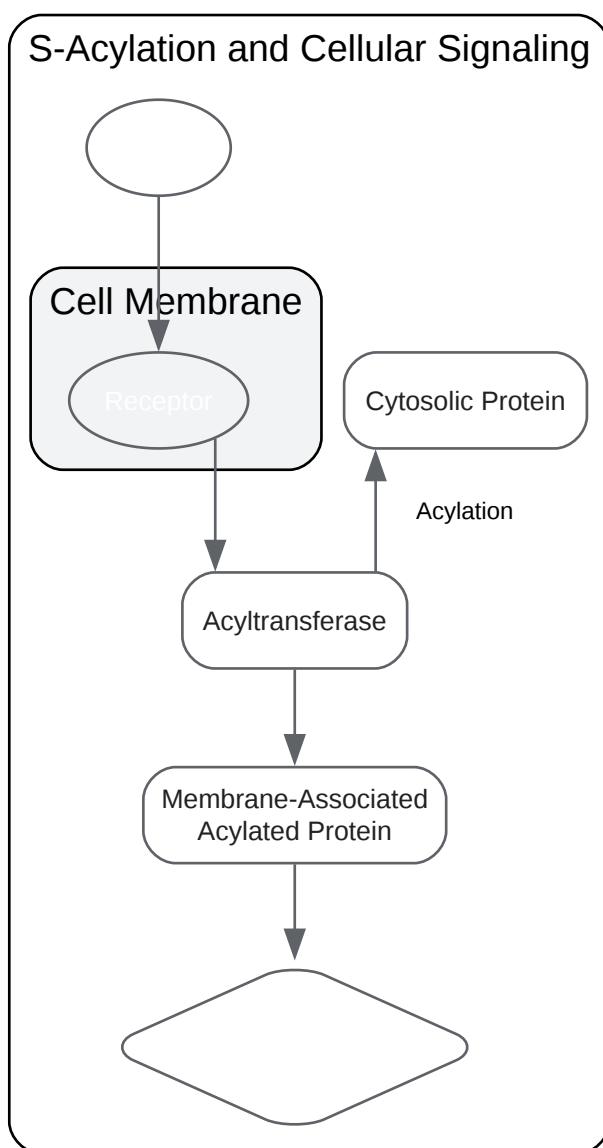 S-Acylation and Cellular Signaling
Cell Membrane
Receptor
Cytosolic Protein
Acylation
Acyltransferase
Membrane-Associated
Acylated Protein